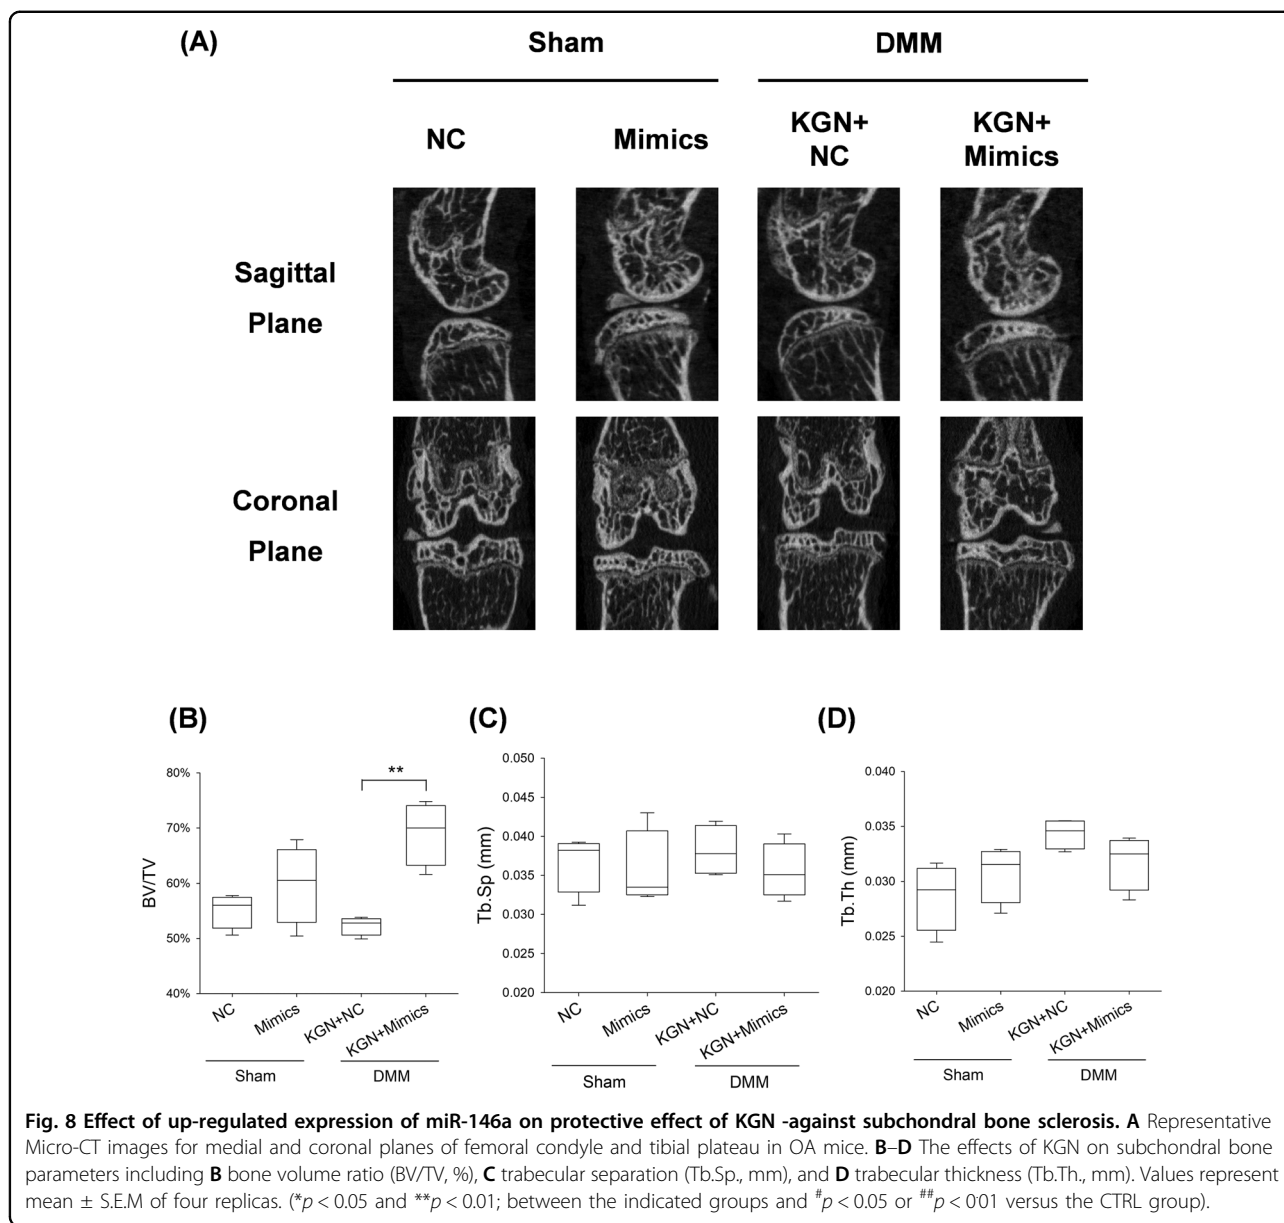 (A)
Sham DMM
NC Mimics KGN+ NC KGN+ Mimics
Sagittal
Plane
Coronal
Plane
(B)
80%
70%
60%
50%
40%
BV/TV
**
NC Mimics KGN+NC KGN+Mimics
Sham DMM
(C)
0.050
0.045
0.040
0.035
0.030
0.025
0.020
Tb.Sp (mm)
NC Mimics KGN+NC KGN+Mimics
Sham DMM
(D)
0.040
0.035
0.030
0.025
0.020
Tb.Th (mm)
NC Mimics KGN+NC KGN+Mimics
Sham DMM
Fig. 8 Effect of up-regulated expression of miR-146a on protective effect of KGN -against subchondral bone sclerosis. A Representative
Micro-CT images for medial and coronal planes of femoral condyle and tibial plateau in OA mice. B–D The effects of KGN on subchondral bone
parameters including B bone volume ratio (BV/TV, %), C trabecular separation (Tb.Sp., mm), and D trabecular thickness (Tb.Th., mm). Values represent
mean ± S.E.M of four replicas. (*p < 0.05 and **p < 0.01; between the indicated groups and #p < 0.05 or ##p < 001 versus the CTRL group).